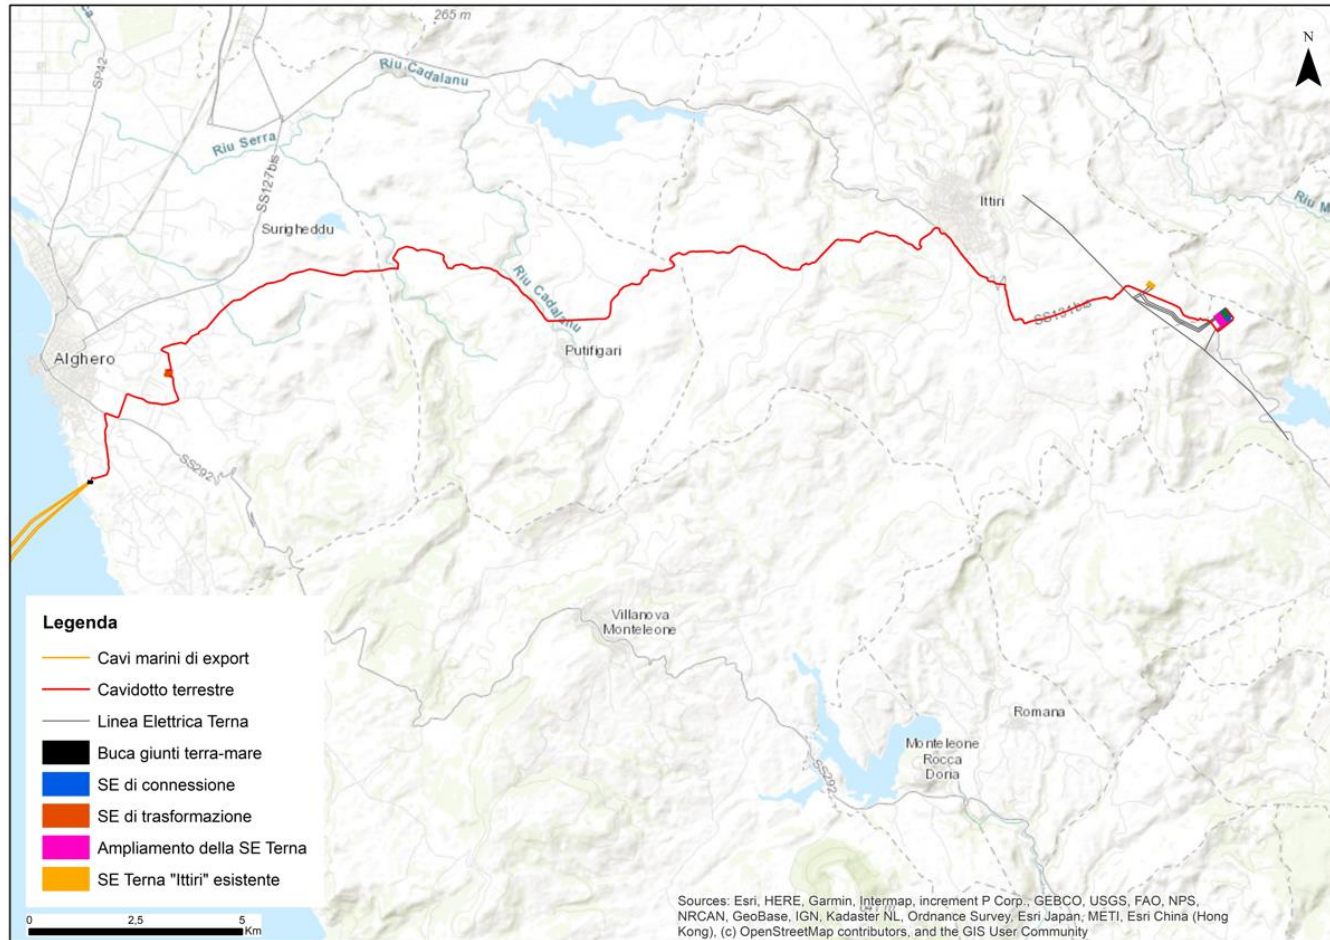 265 m
N
SP42
Riu Cadalanu
Riu Serra
SS127bis
Surigheddu
Ittiri
Riu M
Riu Cadalanu
SS131bis
Alghero
Putifigari
SS292
Villanova
Monteleone
Romana
Monteleone
Rocca
Doria
SS292
Legenda
Cavi marini di export
Cavidotto terrestre
Linea Elettrica Terna
Buca giunti terra-mare
SE di connessione
SE di trasformazione
Ampliamento della SE Terna
SE Terna "Ittiri" esistente
0 2,5 5
Km
Sources: Esri, HERE, Garmin, Intermap, increment P Corp., GEBCO, USGS, FAO, NPS,
NRCAN, GeoBase, IGN, Kadaster NL, Ordnance Survey, Esri Japan, METI, Esri China (Hong
Kong), (c) OpenStreetMap contributors, and the GIS User Community